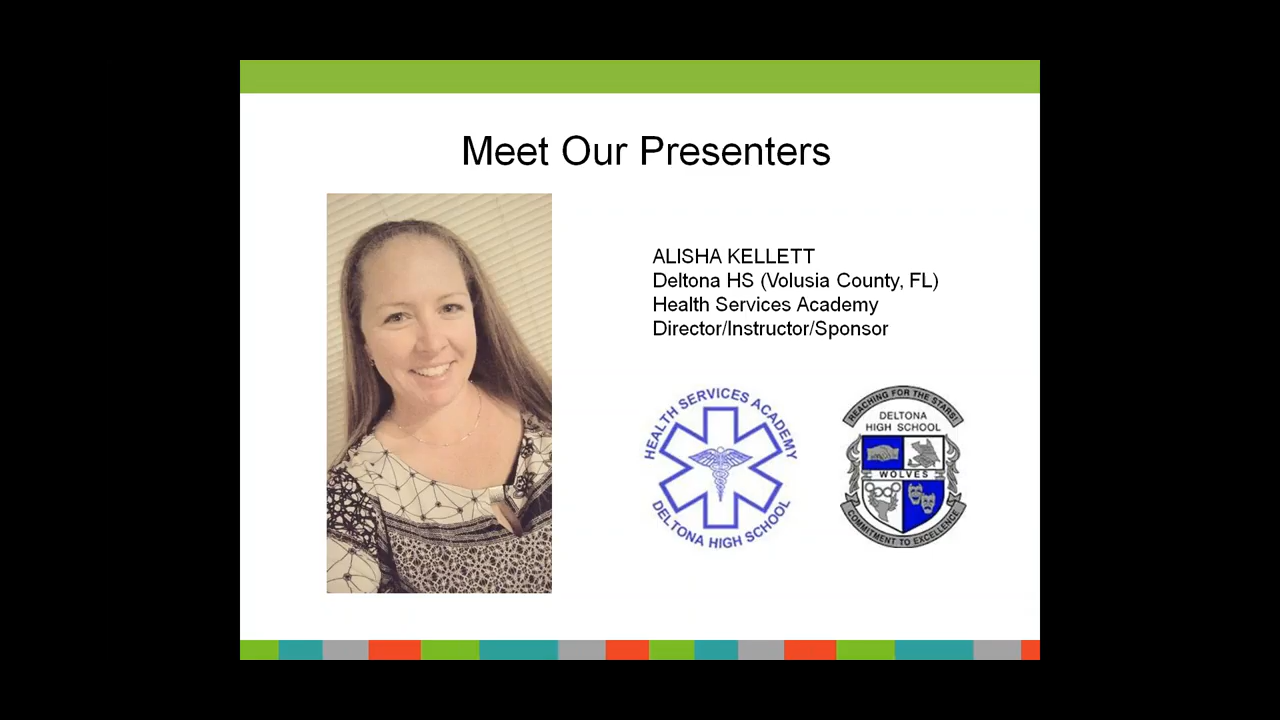 Meet Our Presenters
ALISHA KELLETT
Deltona HS (Volusia County, FL)
Health Services Academy
Director/Instructor/Sponsor
HEALTH SERVICES ACADEMY
DELTONA HIGH SCHOOL
REACHING FOR THE STARS!
DELTONA
HIGH SCHOOL
WOLVES
COMMITMENT TO EXCELLENCE